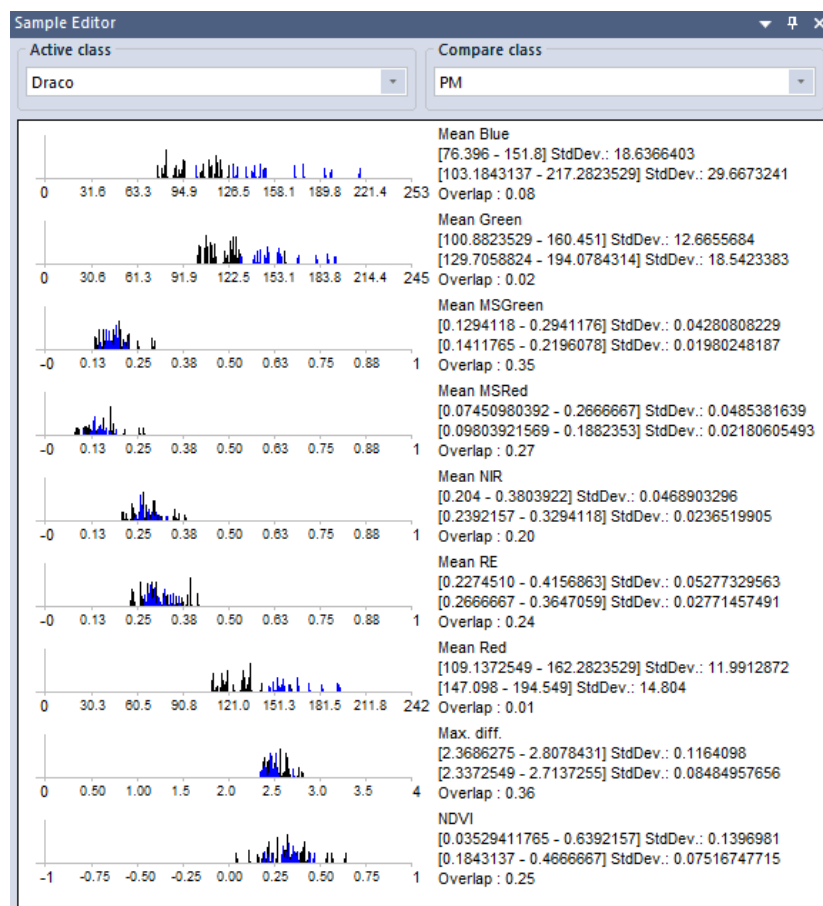 Sample Editor
Active class
Compare class
Draco
PM
Mean Blue
[76.396 - 151.8] StdDev.: 18.6366403
[103.1843137 - 217.2823529] StdDev.: 29.6673241
0 31.6 63.3 94.9 126.5 158.1 189.8 221.4 253
Overlap : 0.08
Mean Green
[100.8823529 - 160.451] StdDev.: 12.6655684
[129.7058824 - 194.0784314] StdDev.: 18.5423383
0 30.6 61.3 91.9 122.5 153.1 183.8 214.4 245
Overlap : 0.02
Mean MSGreen
[0.1294118 - 0.2941176] StdDev.: 0.04280808229
[0.1411765 - 0.2196078] StdDev.: 0.01980248187
-0 0.13 0.25 0.38 0.50 0.63 0.75 0.88 1
Overlap : 0.35
Mean MSRed
[0.07450980392 - 0.2666667] StdDev.: 0.0485381639
[0.09803921569 - 0.1882353] StdDev.: 0.02180605493
-0 0.13 0.25 0.38 0.50 0.63 0.75 0.88 1
Overlap : 0.27
Mean NIR
[0.204 - 0.3803922] StdDev.: 0.0468903296
[0.2392157 - 0.3294118] StdDev.: 0.0236519905
-0 0.13 0.25 0.38 0.50 0.63 0.75 0.88 1
Overlap : 0.20
Mean RE
[0.2274510 - 0.4156863] StdDev.: 0.05277329563
[0.2666667 - 0.3647059] StdDev.: 0.02771457491
-0 0.13 0.25 0.38 0.50 0.63 0.75 0.88 1
Overlap : 0.24
Mean Red
[109.1372549 - 162.2823529] StdDev.: 11.9912872
[147.098 - 194.549] StdDev.: 14.804
0 30.3 60.5 90.8 121.0 151.3 181.5 211.8 242
Overlap : 0.01
Max. diff.
[2.3686275 - 2.8078431] StdDev.: 0.1164098
[2.3372549 - 2.7137255] StdDev.: 0.08484957656
0 0.50 1.00 1.5 2.0 2.5 3.0 3.5 4
Overlap : 0.36
NDVI
[0.03529411765 - 0.6392157] StdDev.: 0.1396981
[0.1843137 - 0.4666667] StdDev.: 0.07516747715
-1 -0.75 -0.50 -0.25 0.00 0.25 0.50 0.75 1
Overlap : 0.25